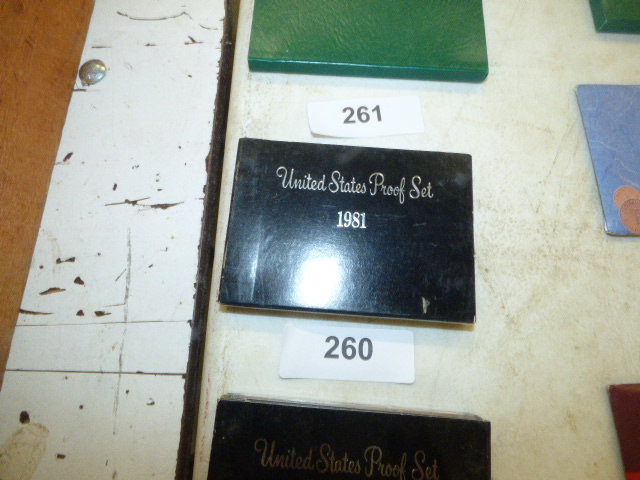 261
United States Proof Set
1981
260
United States Proof Set